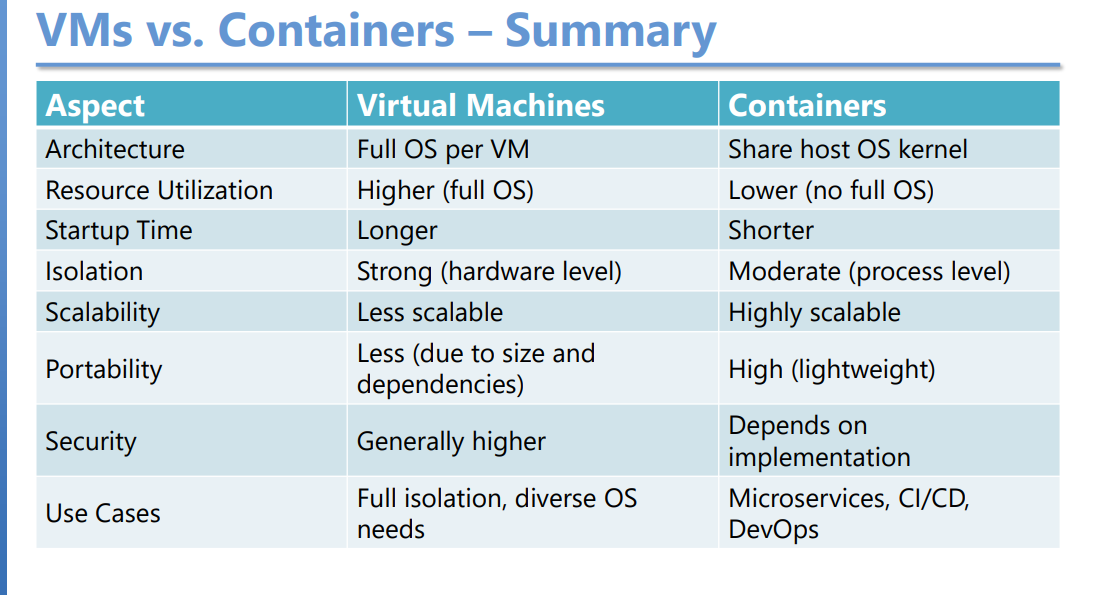 VMs vs. Containers – Summary
Aspect Virtual Machines Containers
Architecture Full OS per VM Share host OS kernel
Resource Utilization Higher (full OS) Lower (no full OS)
Startup Time Longer Shorter
Isolation Strong (hardware level) Moderate (process level)
Scalability Less scalable Highly scalable
Portability Less (due to size and
dependencies) High (lightweight)
Security Generally higher Depends on
implementation
Use Cases Full isolation, diverse OS
needs Microservices, CI/CD,
DevOps